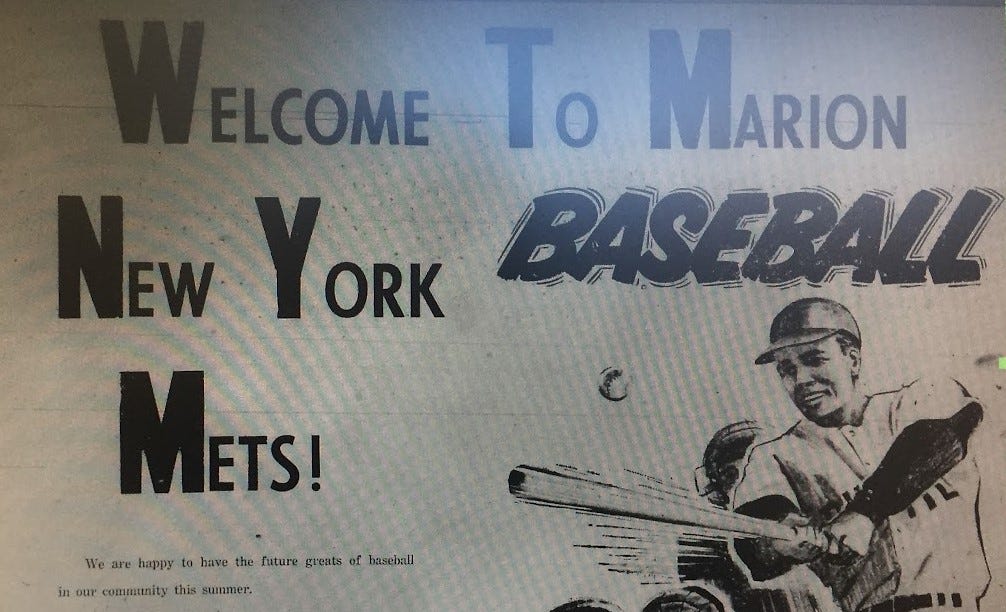 WELCOME TO MARION
NEW YORK
BASEBALL
METS!
We are happy to have the future greats of baseball
in our community this summer.